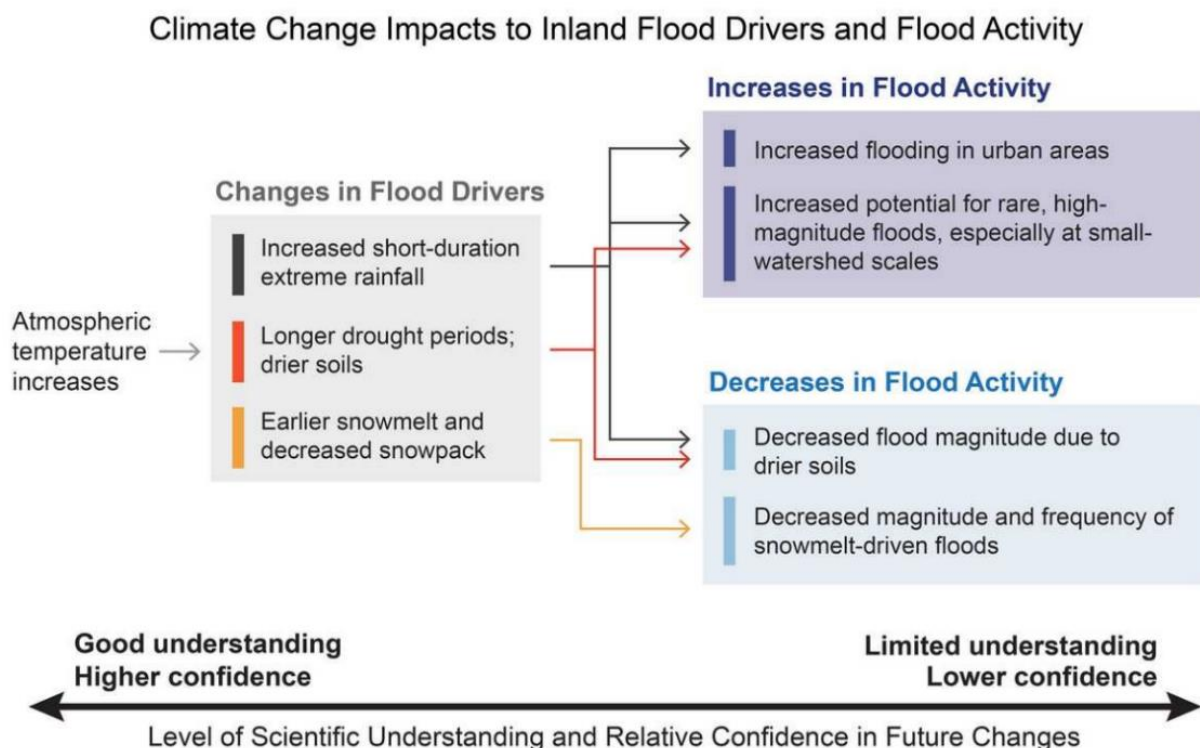 Climate Change Impacts to Inland Flood Drivers and Flood Activity
Atmospheric
temperature
increases
Changes in Flood Drivers
Increased short-duration
extreme rainfall
Longer drought periods;
drier soils
Earlier snowmelt and
decreased snowpack
Increases in Flood Activity
Increased flooding in urban areas
Increased potential for rare, high-
magnitude floods, especially at small-
watershed scales
Decreases in Flood Activity
Decreased flood magnitude due to
drier soils
Decreased magnitude and frequency of
snowmelt-driven floods
Good understanding
Higher confidence
Limited understanding
Lower confidence
Level of Scientific Understanding and Relative Confidence in Future Changes